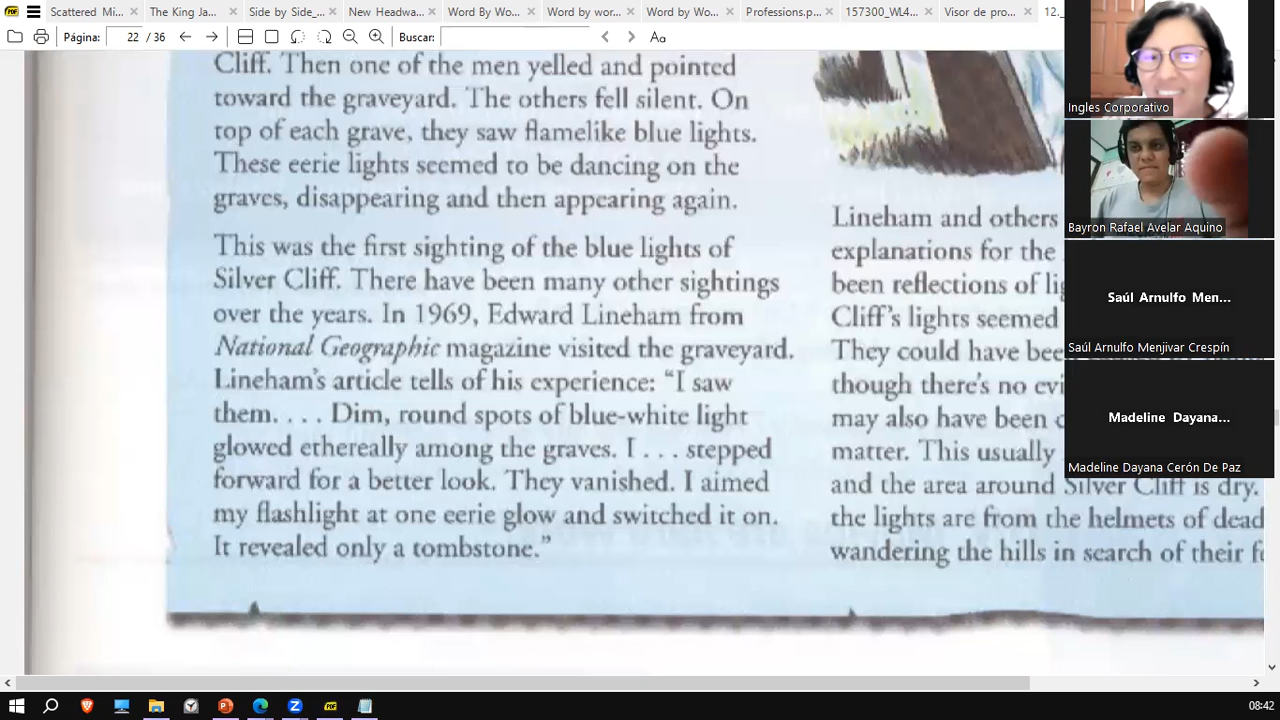 Scattered Mi...
The King Ja...
Side by Side_...
New Headwa...
Word By Wo...
Word by wor...
Word by Wo...
Professions.p...
157300_WL4...
Visor de pro...
12._
Página:
22 / 36
Buscar:
Aα
Cliff. Then one of the men yelled and pointed
toward the graveyard. The others fell silent. On
top of each grave, they saw flamelike blue lights.
These eerie lights seemed to be dancing on the
graves, disappearing and then appearing again.
This was the first sighting of the blue lights of
Silver Cliff. There have been many other sightings
over the years. In 1969, Edward Lineham from
National Geographic magazine visited the graveyard.
Lineham's article tells of his experience: "I saw
them. . . . Dim, round spots of blue-white light
glowed ethereally among the graves. I . . . stepped
forward for a better look. They vanished. I aimed
my flashlight at one eerie glow and switched it on.
It revealed only a tombstone."
Lineham and others
explanations for the
been reflections of lig
Cliff's lights seemed
They could have bee
though there's no evi
may also have been c
matter. This usually
and the area around Silver Cliff is dry.
the lights are from the helmets of dead
wandering the hills in search of their f
Ingles Corporativo
Bayron Rafael Avelar Aquino
Saúl Arnulfo Men...
Saúl Arnulfo Menjivar Crespín
Madeline Dayana...
Madeline Dayana Cerón De Paz
08:42